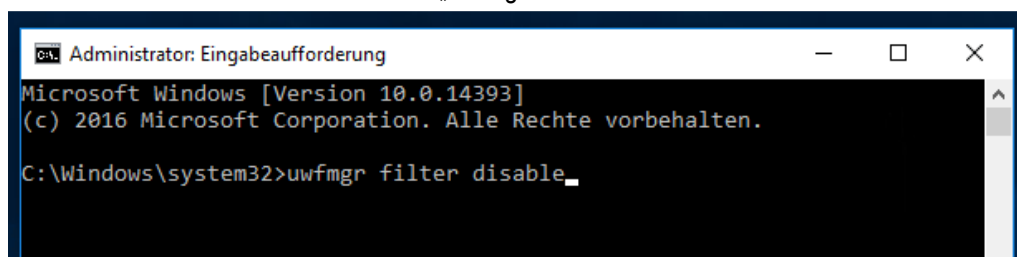 Administrator: Eingabeaufforderung
Microsoft Windows [Version 10.0.14393]
(c) 2016 Microsoft Corporation. Alle Rechte vorbehalten.
C:\Windows\system32>uwfmgr filter disable